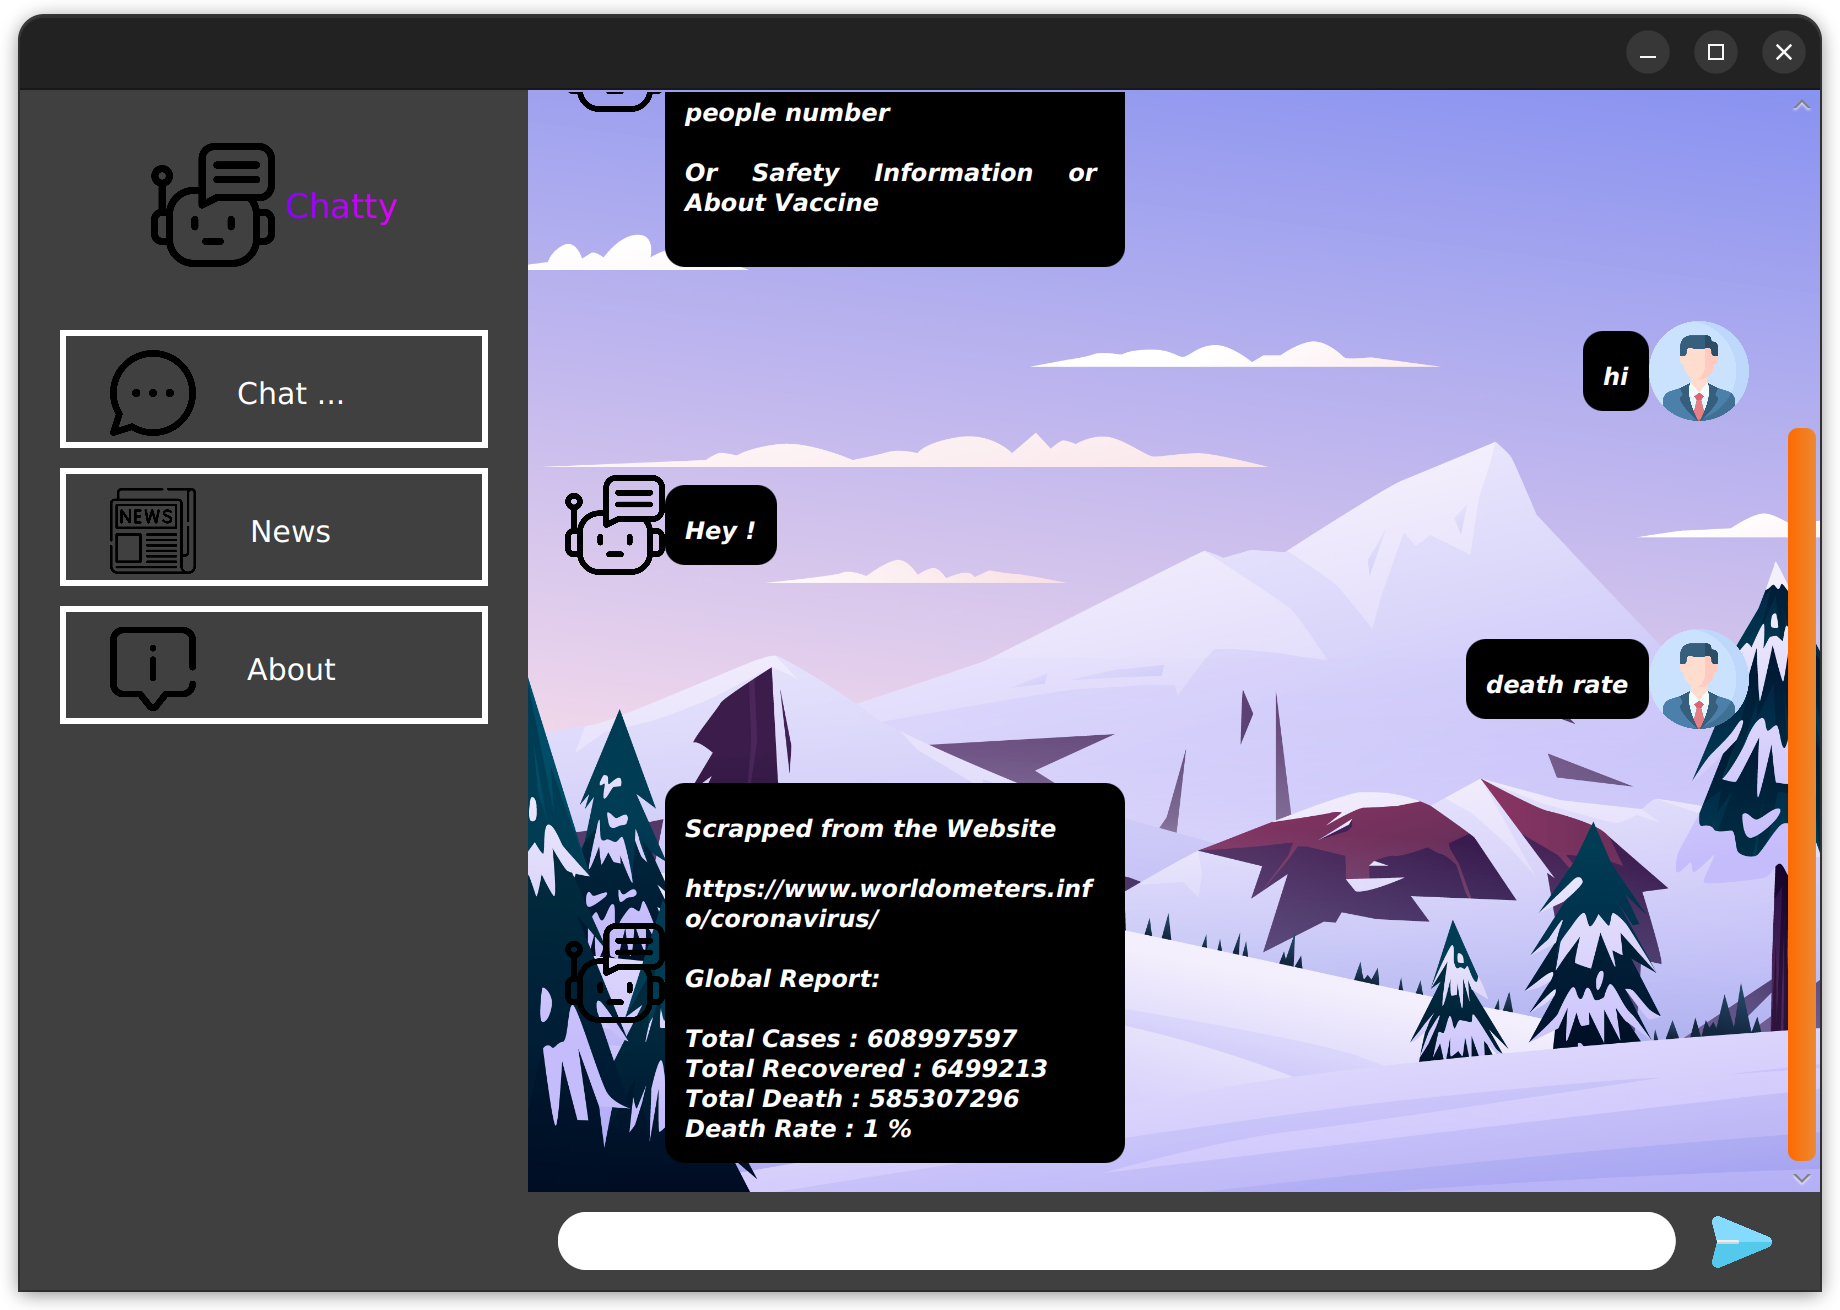 Chatty
Chat ...
NEWS
News
i
About
people number
Or Safety Information or
About Vaccine
hi
Hey !
death rate
Scrapped from the Website
https://www.worldometers.inf
o/coronavirus/
Global Report:
Total Cases : 608997597
Total Recovered : 6499213
Total Death : 585307296
Death Rate : 1 %